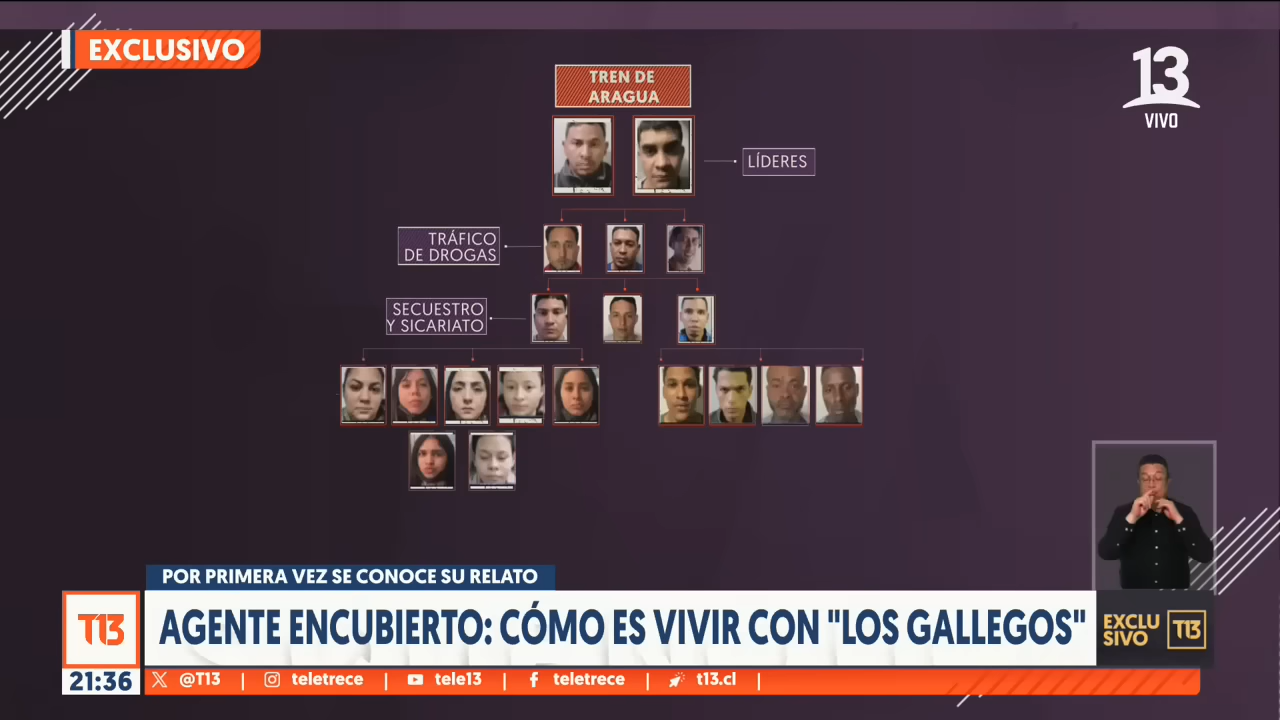 EXCLUSIVO
13
VIVO
TREN DE
ARAGUA
LÍDERES
TRÁFICO
DE DROGAS
SECUESTRO
Y SICARIATO
POR PRIMERA VEZ SE CONOCE SU RELATO
T13
AGENTE ENCUBIERTO: CÓMO ES VIVIR CON "LOS GALLEGOS"
EXCLU
SIVO
T13
21:36
@T13 | teletrece | tele13 | teletrece | t13.cl |